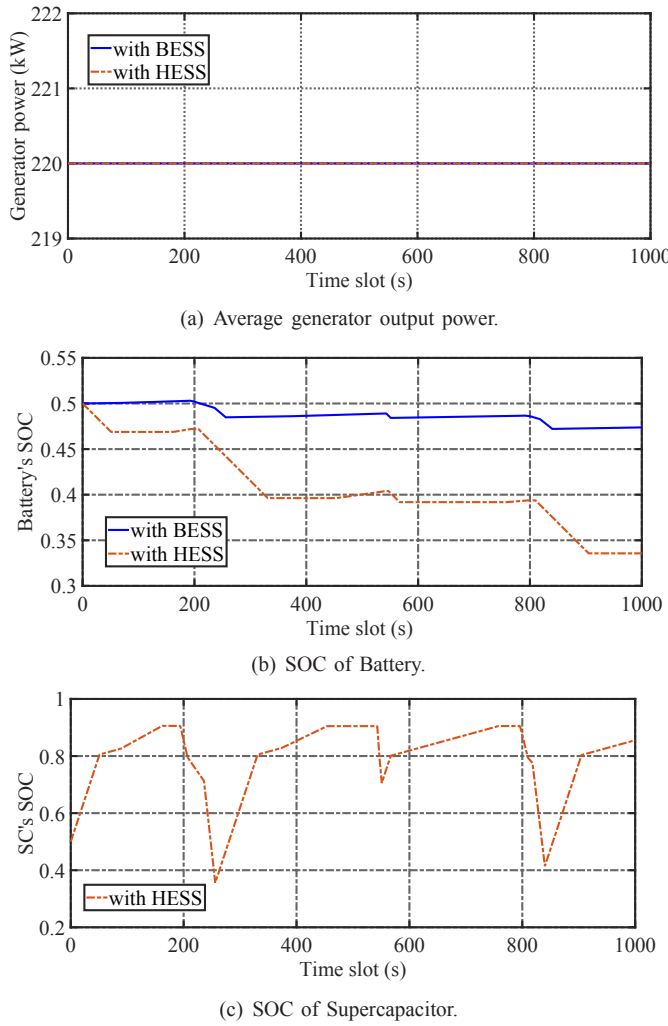 222
221
220
219
Generator power (kW)
with BESS
with HESS
0 200 400 600 800 1000
Time slot (s)
(a) Average generator output power.
0.55
0.5
0.45
0.4
0.35
0.3
Battery's SOC
with BESS
with HESS
0 200 400 600 800 1000
Time slot (s)
(b) SOC of Battery.
1
0.8
0.6
0.4
0.2
SC's SOC
with HESS
0 200 400 600 800 1000
Time slot (s)
(c) SOC of Supercapacitor.